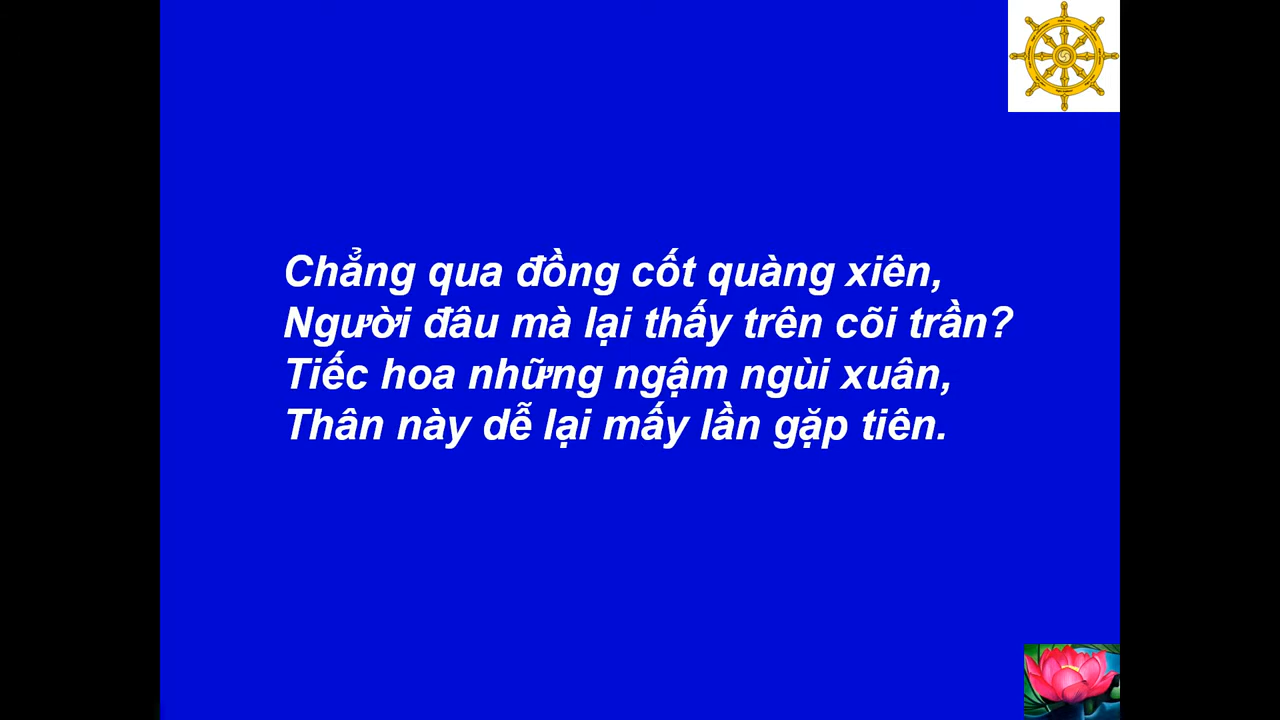 Chẳng qua đồng cốt quàng xiên,
Người đâu mà lại thấy trên cõi trần?
Tiếc hoa những ngậm ngùi xuân,
Thân này dễ lại mấy lần gặp tiên.